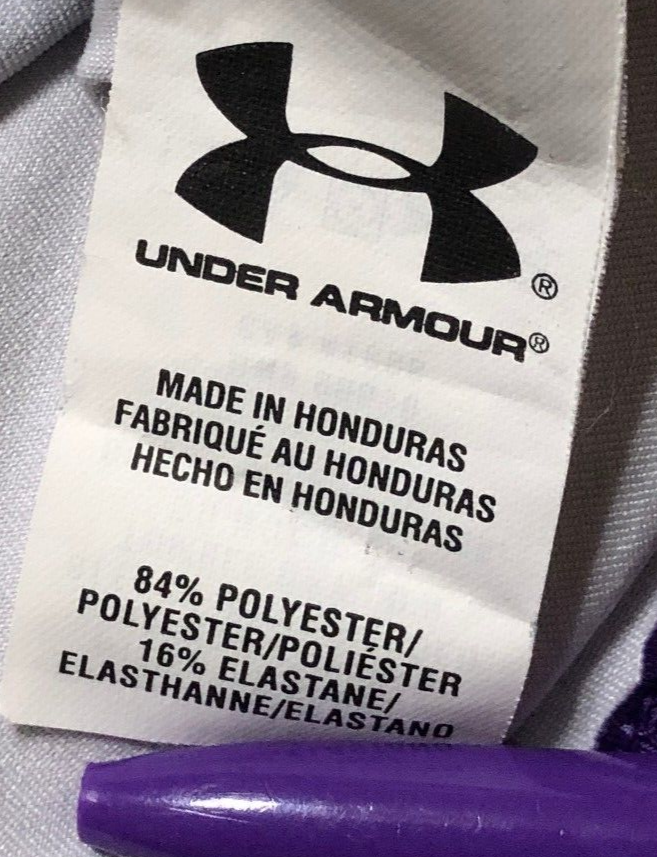 UNDER ARMOUR®
MADE IN HONDURAS
FABRIQUÉ AU HONDURAS
HECHO EN HONDURAS
84% POLYESTER/
POLYESTER/POLIÉSTER
16% ELASTANE/
ELASTHANNE/ELASTANO